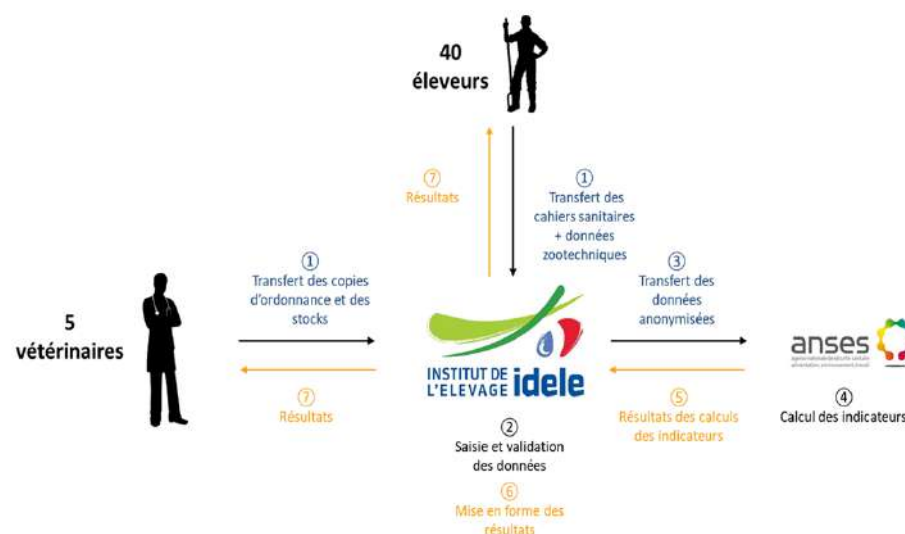 40
éleveurs
⑦
Résultats
①
Transfert des
cahiers sanitaires
+ données
zootechniques
①
Transfert des copies
d'ordonnance et des
stocks
③
Transfert des
données
anonymisées
5
vétérinaires
INSTITUT DE
L'ELEVAGE idele
anses
⑦
Résultats
②
Saisie et validation
des données
⑤
Résultats des calculs
des indicateurs
④
Calcul des indicateurs
⑥
Mise en forme des
résultats